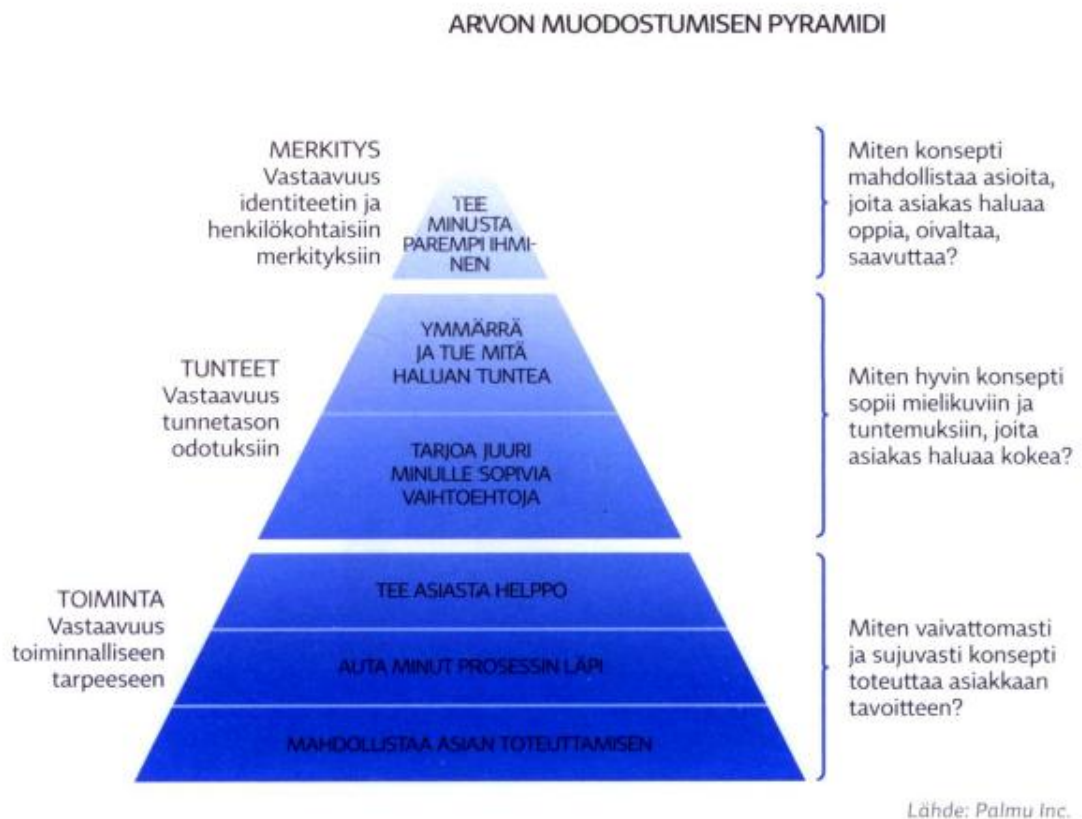 ARVON MUODOSTUMISEN PYRAMIDI
MERKITYS
Vastaavuus
identiteetin ja
henkilökohtaisiin
merkityksiin
TEE
MINUSTA
PAREMPI IHMI-
NEN
Miten konsepti
mahdollistaa asioita,
joita asiakas haluaa
oppia, oivaltaa,
saavuttaa?
TUNTEET
Vastaavuus
tunnetason
odotuksiin
YMMÄRRÄ
JA TUE MITÄ
HALUAN TUNTEA
TARJOA JUURI
MINULLE SOPIVIA
VAIHTOEHTOJA
Miten hyvin konsepti
sopii mielikuviin ja
tuntemuksiin, joita
asiakas haluaa kokea?
TOIMINTA
Vastaavuus
toiminnalliseen
tarpeeseen
TEE ASIASTA HELPPO
AUTA MINUT PROSESSIN LÄPI
MAHDOLLISTAA ASIAN TOTEUTTAMISEN
Miten vaivattomasti
ja sujuvasti konsepti
toteuttaa asiakkaan
tavoitteen?
Lähde: Palmu Inc.